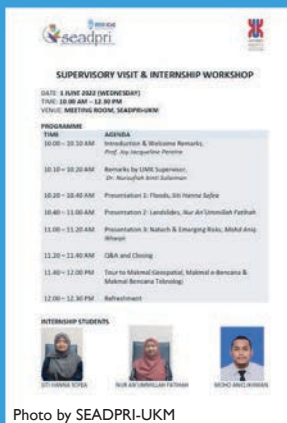 seadpri
SUPERVISORY VISIT & INTERNSHIP WORKSHOP
DATE: 1 JUNE 2022 (WEDNESDAY)
TIME: 10.00 AM – 12.30 PM
VENUE: MEETING ROOM, SEADPRI-UKM
PROGRAMME
TIME AGENDA
10.00 – 10.10 AM Introduction & Welcome Remarks,
Prof. Joy Jacqueline Pereira
10.10 – 10.20 AM Remarks by UMK Supervisor,
Dr. Nurasfiah binti Sulaiman
10.20 – 10.40 AM Presentation 1: Floods, Siti Hanna Sofea
10.40 – 11.00 AM Presentation 2: Landslides, Nur An'Ummillah Fatihah
11.00 – 11.20 AM Presentation 3: Natech & Emerging Risks, Mohd Aniq
Ikhwan
11.20 – 11.40 AM Q&A and Closing
11.40 – 12.00 PM Tour to Makmal Geospatial, Makmal e-Bencana &
Makmal Bencana Teknologi
12.00 – 12.30 PM Refreshment
INTERNSHIP STUDENTS
SITI HANNA SOFEA NUR AN'UMMILLAH FATIHAH MOHD ANIQ IKHWAN
Photo by SEADPRI-UKM